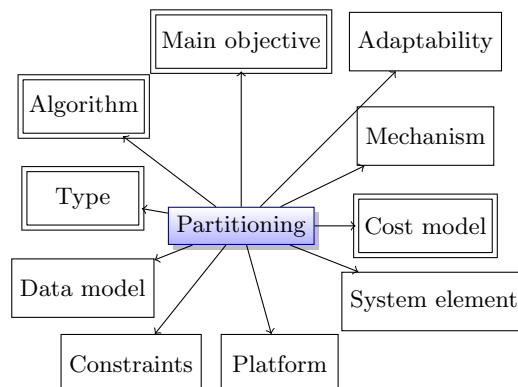 Main objective
Adaptability
Algorithm
Mechanism
Type
Partitioning
Cost model
Data model
System element
Constraints
Platform